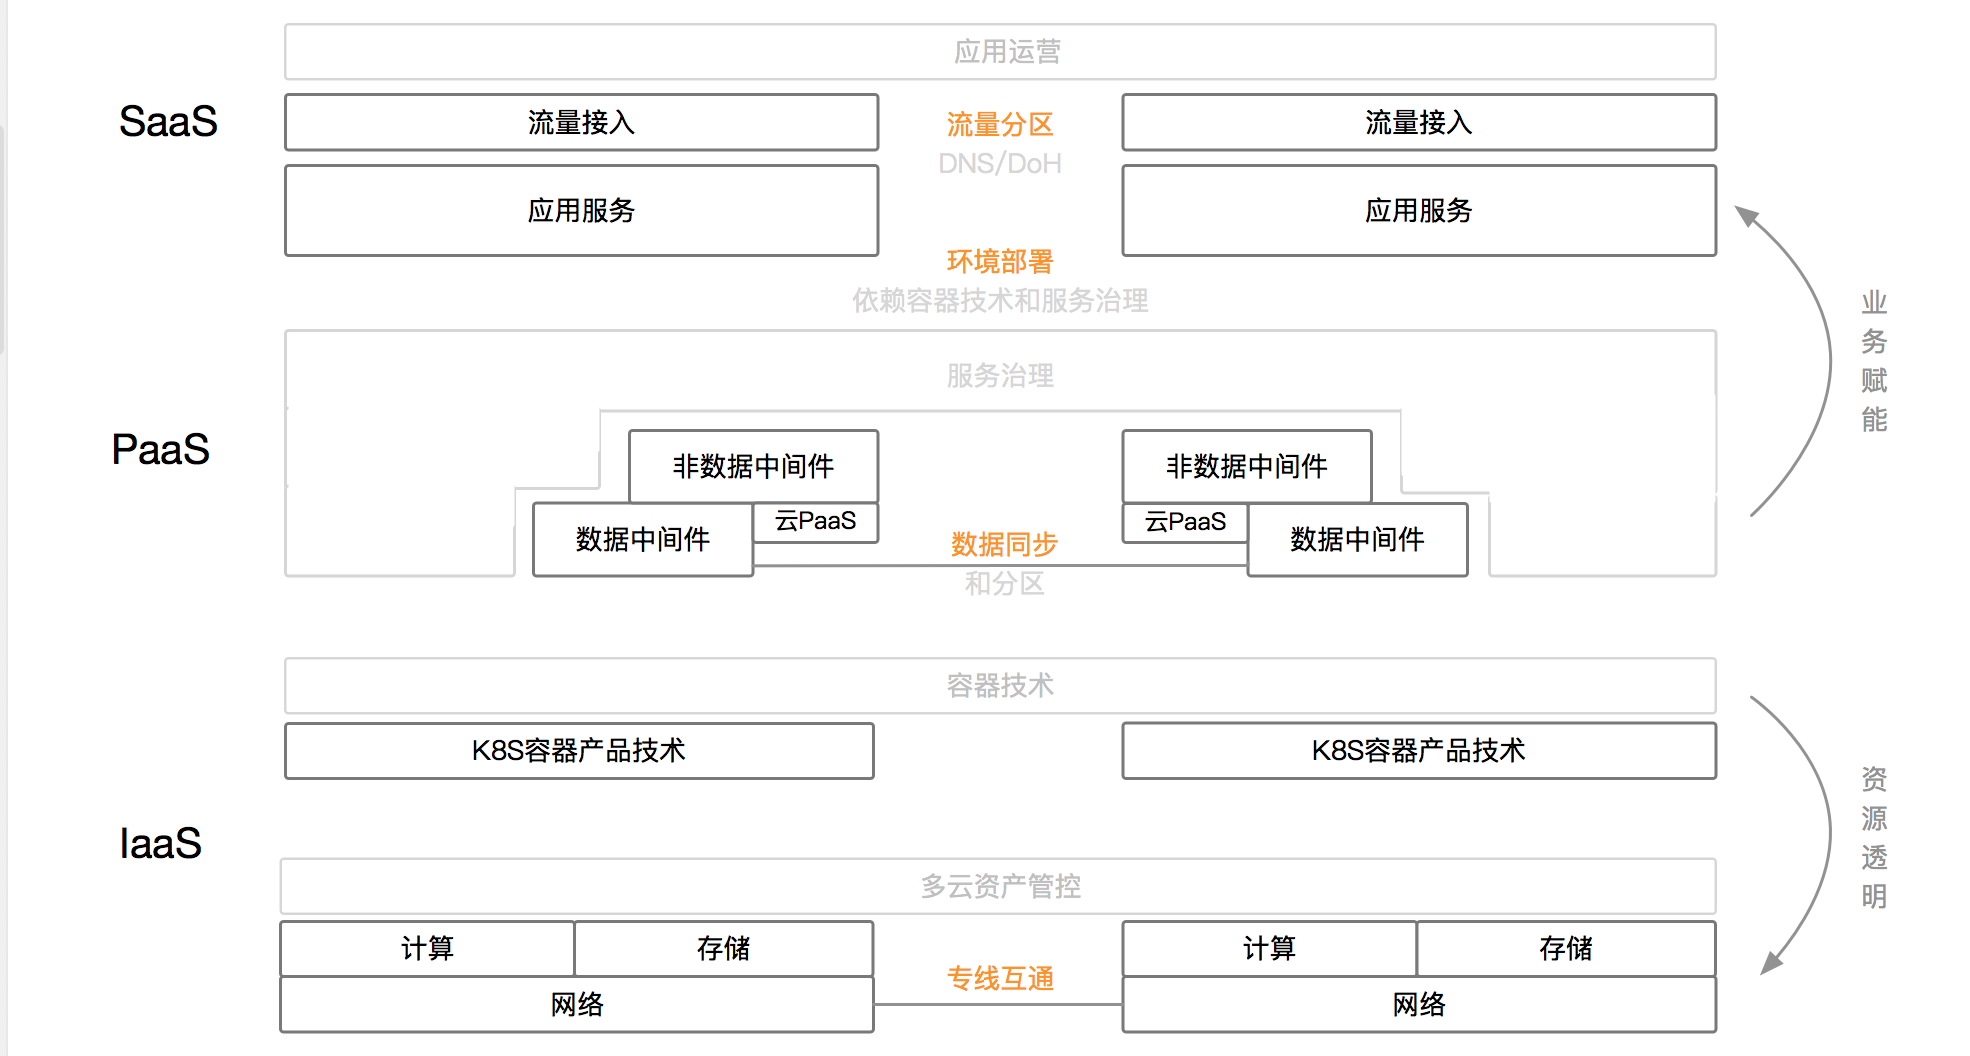 应用运营
SaaS
流量接入
流量分区
流量接入
DNS/DoH
应用服务
应用服务
环境部署
依赖容器技术和服务治理
业务赋能
服务治理
PaaS
非数据中间件
非数据中间件
云PaaS
云PaaS
数据中间件
数据同步
数据中间件
和分区
容器技术
K8S容器产品技术
K8S容器产品技术
资源透明
IaaS
多云资产管控
计算
存储
专线互通
计算
存储
网络
网络